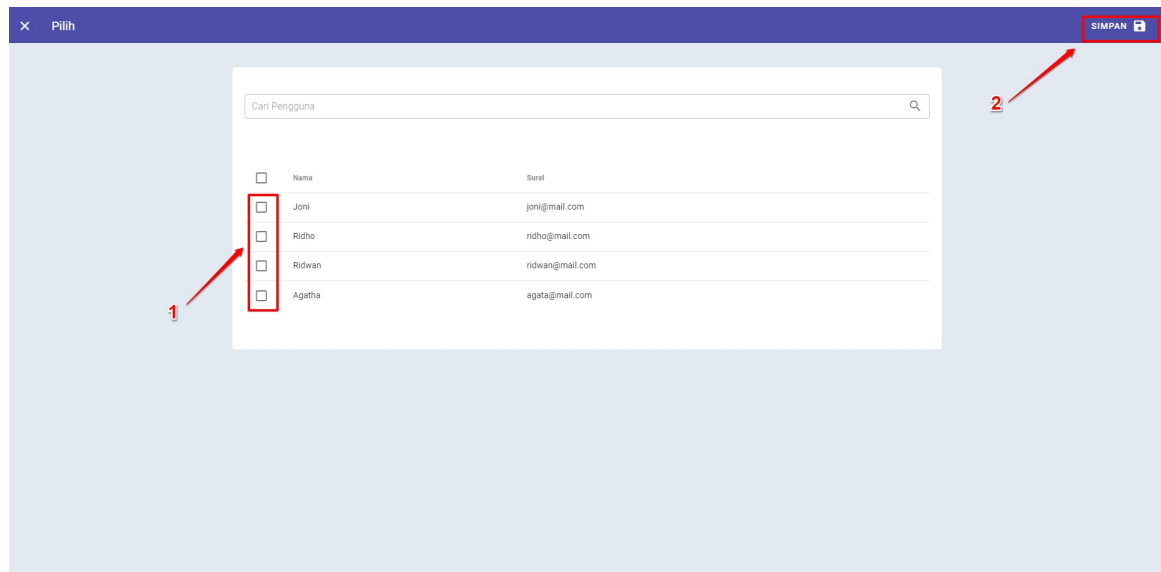 Pilih
SIMPAN
2
Cari Pengguna
Nama Surel
Joni joni@mail.com
Ridho ridho@mail.com
Ridwan ridwan@mail.com
Agatha agata@mail.com
1